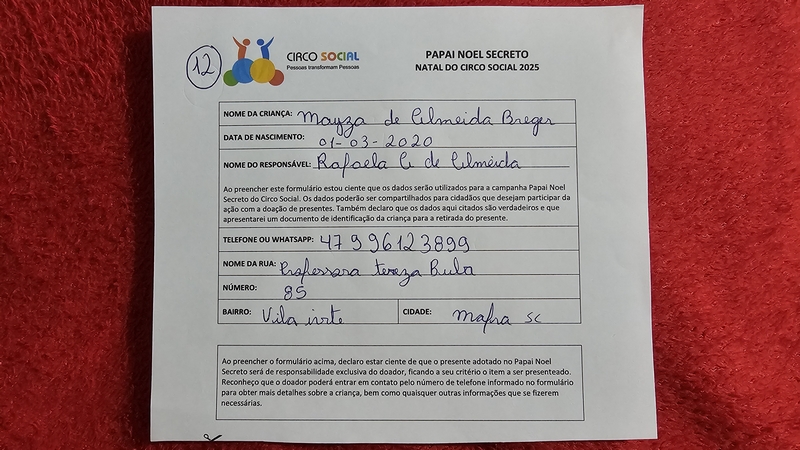 12
CIRCO SOCIAL
Pessoas transformam Pessoas
PAPAI NOEL SECRETO
NATAL DO CIRCO SOCIAL 2025
NOME DA CRIANÇA: Mayza de Almeida Breger
DATA DE NASCIMENTO: 01-03-2020
NOME DO RESPONSÁVEL: Rafaela C. de Almeida
Ao preencher este formulário estou ciente que os dados serão utilizados para a campanha Papai Noel
Secreto do Circo Social. Os dados poderão ser compartilhados para cidadãos que desejam participar da
ação com a doação de presentes. Também declaro que os dados aqui citados são verdadeiros e que
apresentarei um documento de identificação da criança para a retirada do presente.
TELEFONE OU WHATSAPP: 47 996123899
NOME DA RUA: Professora tereza
NÚMERO: 85
BAIRRO: Vila CIDADE: Mafra SC
Ao preencher o formulário acima, declaro estar ciente de que o presente adotado no Papai Noel
Secreto será de responsabilidade exclusiva do doador, ficando a seu critério o item a ser presenteado.
Reconheço que o doador poderá entrar em contato pelo número de telefone informado no formulário
para obter mais detalhes sobre a criança, bem como quaisquer outras informações que se fizerem
necessárias.